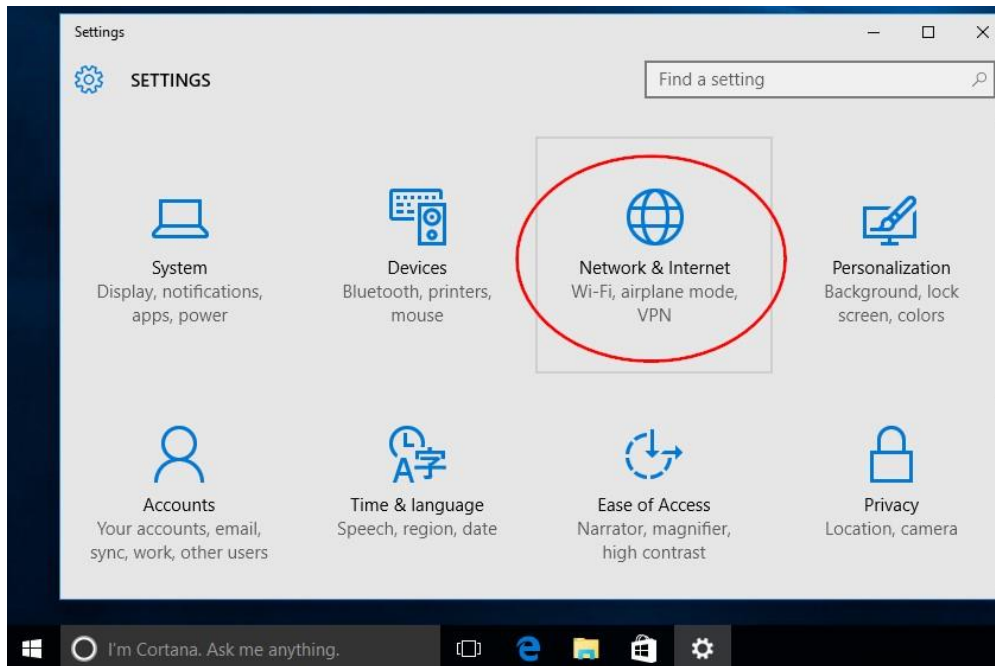 Settings
SETTINGS
Find a setting
System
Display, notifications,
apps, power
Devices
Bluetooth, printers,
mouse
Network & Internet
Wi-Fi, airplane mode,
VPN
Personalization
Background, lock
screen, colors
Accounts
Your accounts, email,
sync, work, other users
A字
Time & language
Speech, region, date
Ease of Access
Narrator, magnifier,
high contrast
Privacy
Location, camera
I'm Cortana. Ask me anything.